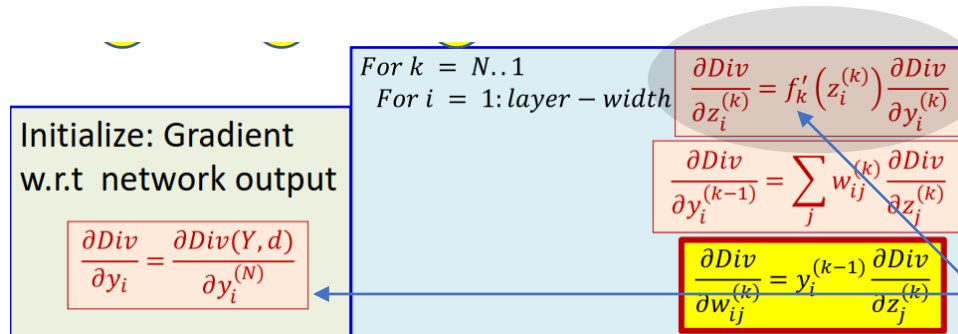 For k = N..1
For i = 1:layer − width
∂Div/∂z_i^(k) = f_k′(z_i^(k)) ∂Div/∂y_i^(k)
Initialize: Gradient
w.r.t network output
∂Div/∂y_i^(k−1) = ∑_j w_ij^(k) ∂Div/∂z_j^(k)
∂Div/∂y_i = ∂Div(Y, d)/∂y_i^(N)
∂Div/∂w_ij^(k) = y_i^(k−1) ∂Div/∂z_j^(k)